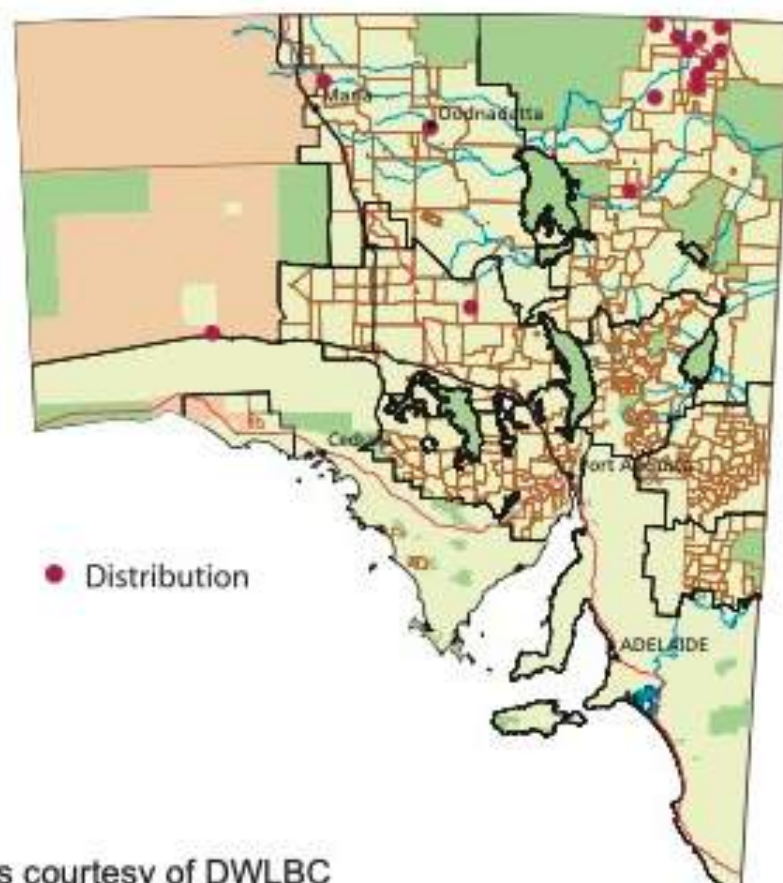 Marla
Oodnadatta
Ceduna
Port Augusta
Distribution
ADELAIDE
s courtesy of DWLBC